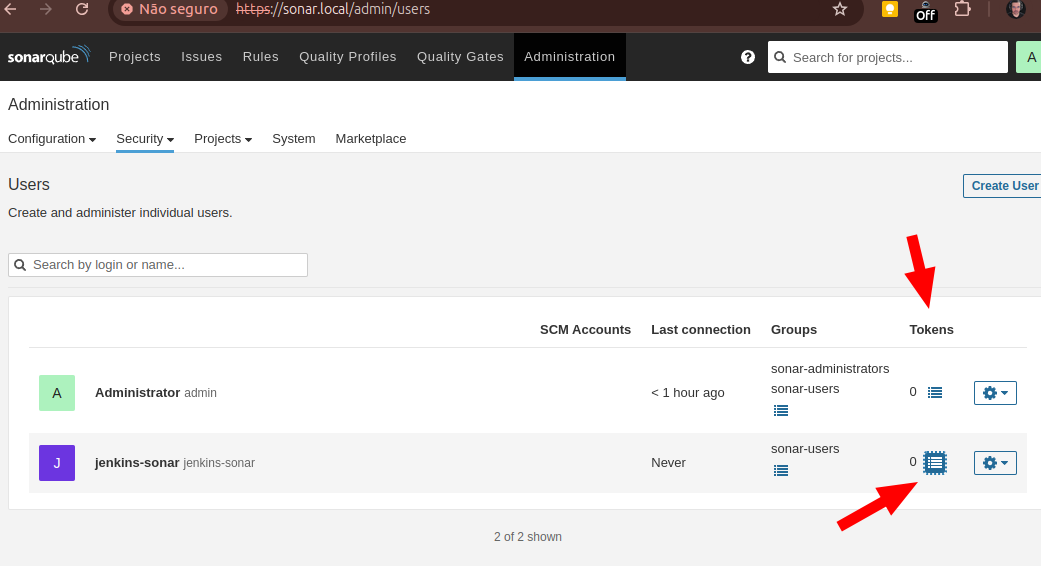 Não seguro https://sonar.local/admin/users Off
sonarqube Projects Issues Rules Quality Profiles Quality Gates Administration ? Search for projects... A
Administration
Configuration Security Projects System Marketplace
Users
Create User
Create and administer individual users.
Search by login or name...
SCM Accounts Last connection Groups Tokens
A Administrator admin < 1 hour ago sonar-administrators
sonar-users
0
J jenkins-sonar jenkins-sonar Never sonar-users 0
2 of 2 shown